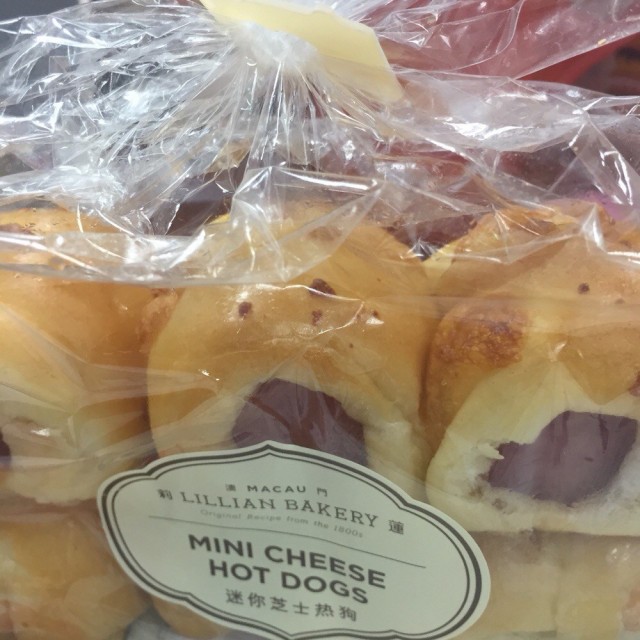 澳 MACAU 門
莉 LILLIAN BAKERY 蓮
Original Recipe from the 1800s
MINI CHEESE
HOT DOGS
迷你芝士热狗